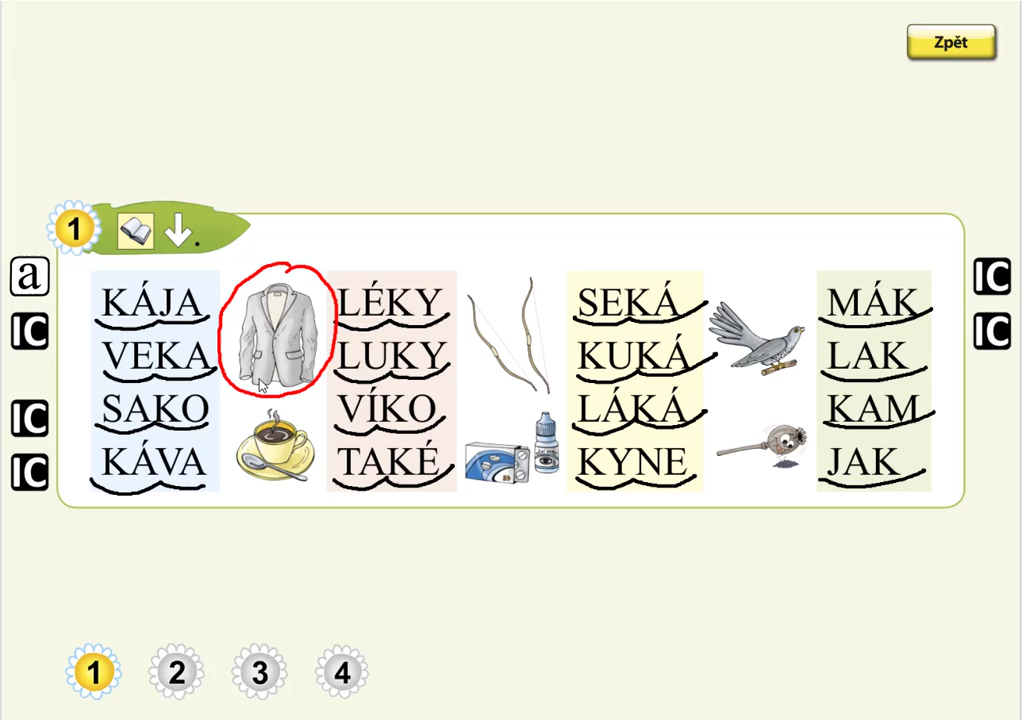 Zpět
1
a
IC
IC
IC
IC
IC
KÁJA
VEKA
SAKO
KÁVA
LÉKY
LUKY
VÍKO
TAKÉ
SEKÁ
KUKÁ
LÁKÁ
KYNE
MÁK
LAK
KAM
JAK
1 2 3 4